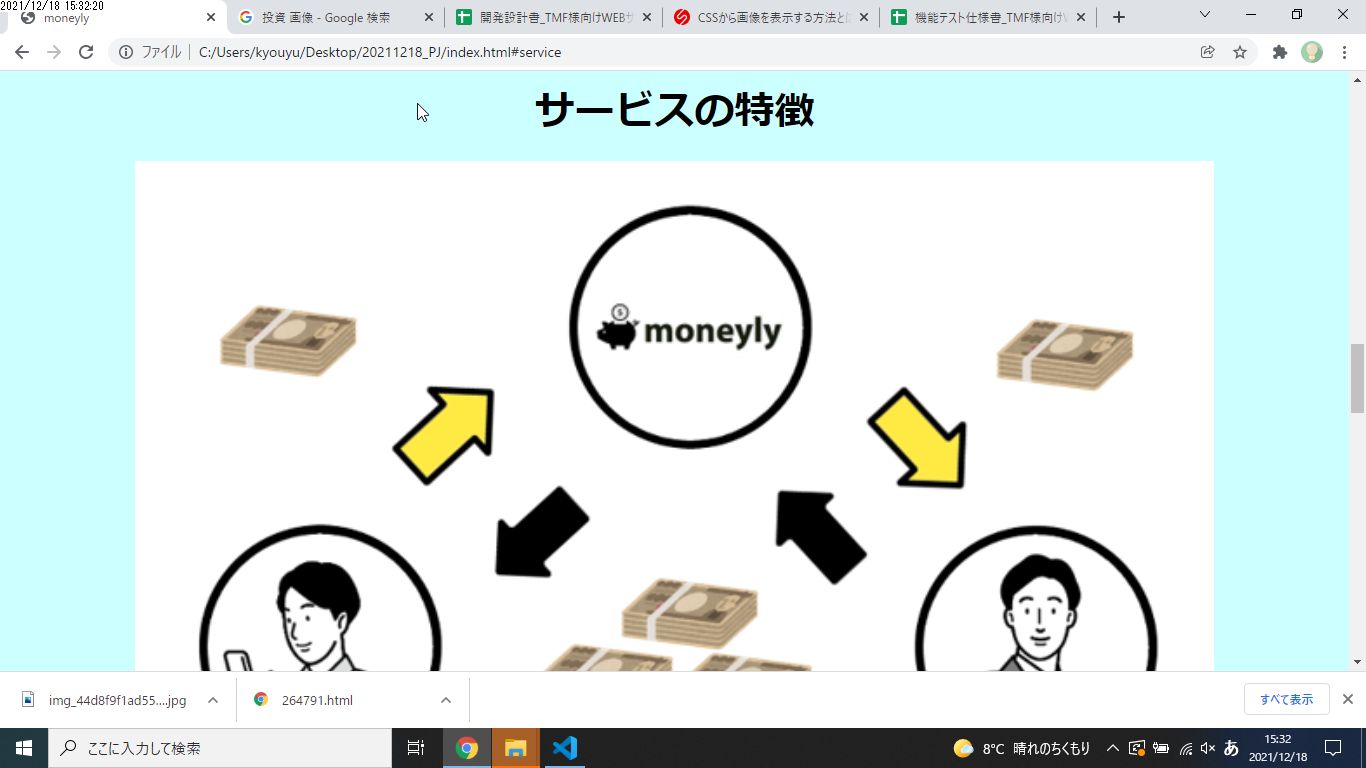 2021/12/18 15:32:20
moneyly
投資 画像 - Google 検索
開発設計書_TMF様向けWEBサ
CSSから画像を表示する方法と
機能テスト仕様書_TMF様向け
ファイル
C:/Users/kyouyu/Desktop/20211218_PJ/index.html#service
サービスの特徴
moneyly
img_44d8f9f1ad55....jpg
264791.html
すべて表示
ここに入力して検索
8°C 晴れのちくもり
あ
15:32
2021/12/18